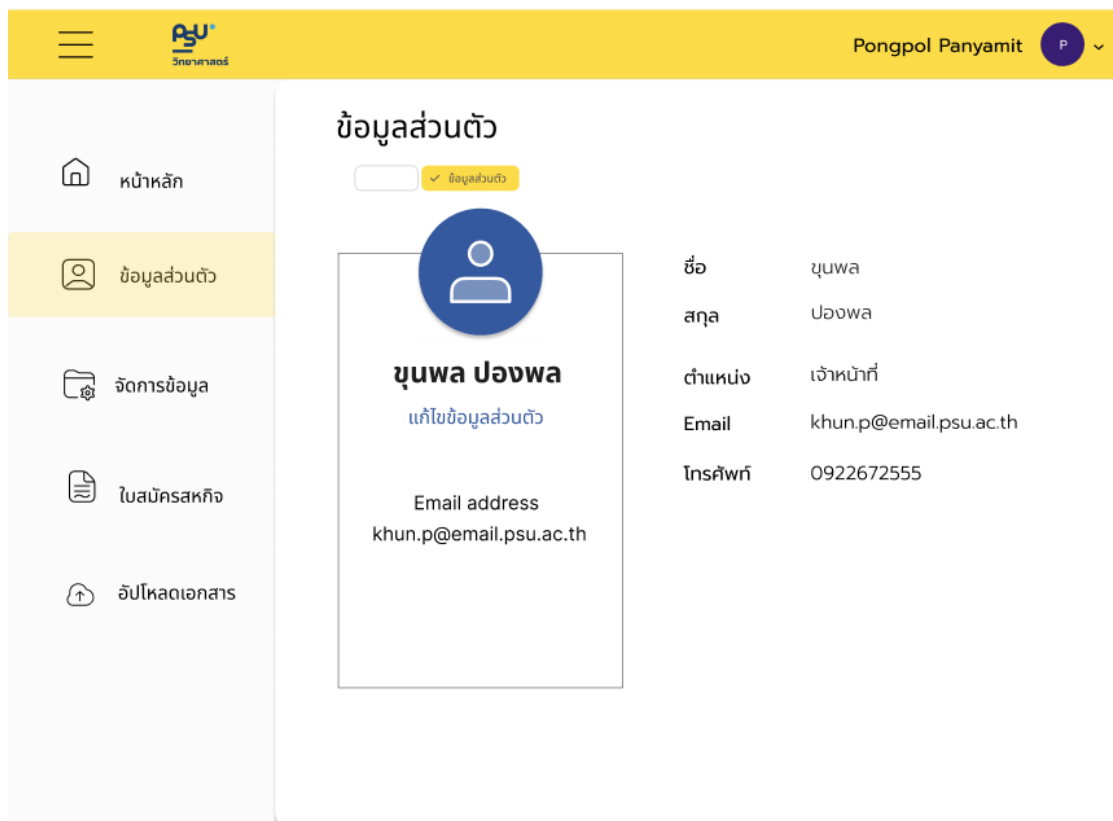 PSU
วิทยาศาสตร์
Pongpol Panyamit
P
ข้อมูลส่วนตัว
ข้อมูลส่วนตัว
หน้าหลัก
ข้อมูลส่วนตัว
จัดการข้อมูล
ใบสมัครสหกิจ
อัปโหลดเอกสาร
ขุนพล ปองพล
แก้ไขข้อมูลส่วนตัว
Email address
khun.p@email.psu.ac.th
ชื่อ ขุนพล
สกุล ปองพล
ตำแหน่ง เจ้าหน้าที่
Email khun.p@email.psu.ac.th
โทรศัพท์ 0922672555